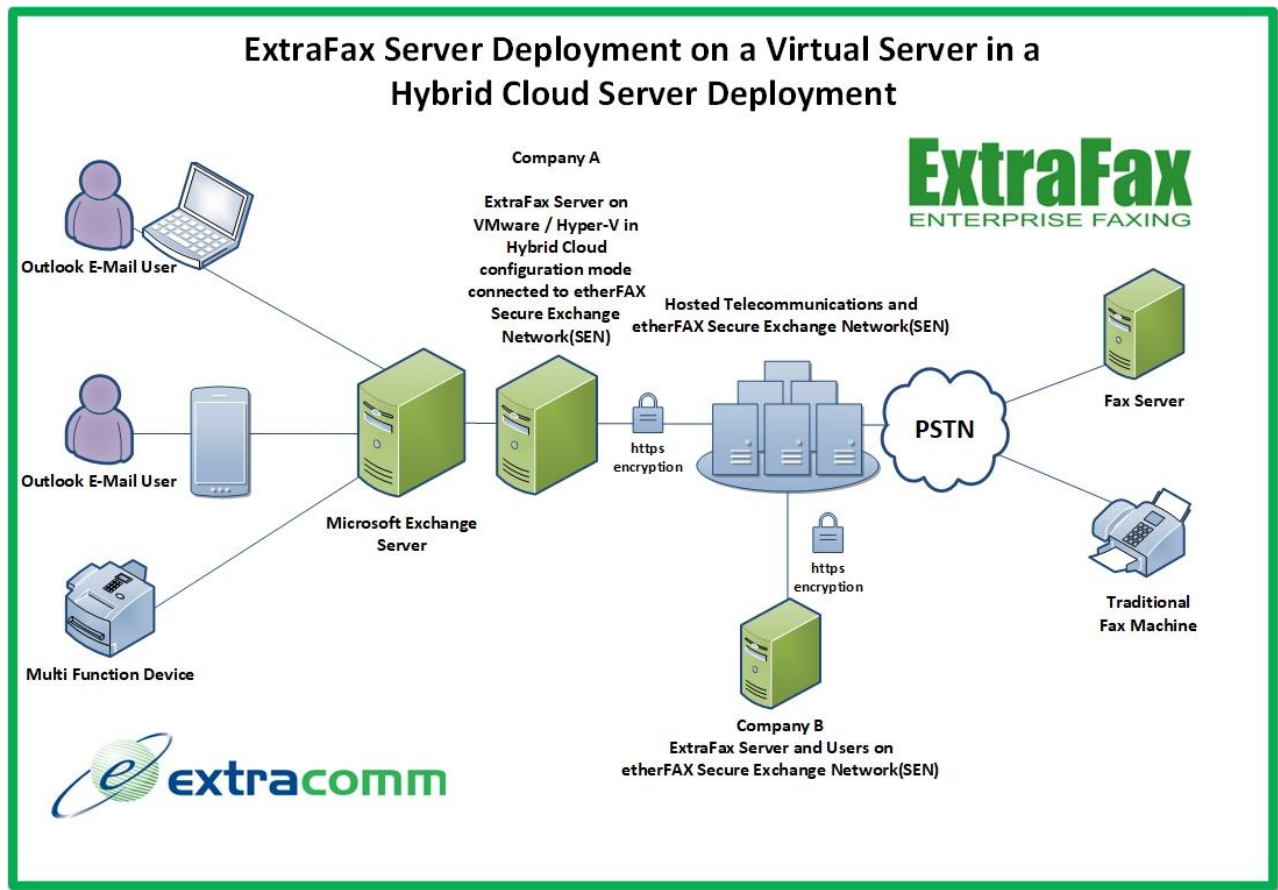 ExtraFax Server Deployment on a Virtual Server in a
Hybrid Cloud Server Deployment
Company A
ExtraFax Server on
VMware / Hyper-V in
Hybrid Cloud
configuration mode
connected to etherFAX
Secure Exchange
Network(SEN)
ExtraFax
ENTERPRISE FAXING
Outlook E-Mail User
Hosted Telecommunications and
etherFAX Secure Exchange Network(SEN)
Fax Server
PSTN
https
encryption
Outlook E-Mail User
Microsoft Exchange
Server
https
encryption
Traditional
Fax Machine
Multi Function Device
Company B
ExtraFax Server and Users on
etherFAX Secure Exchange Network(SEN)
e extracomm